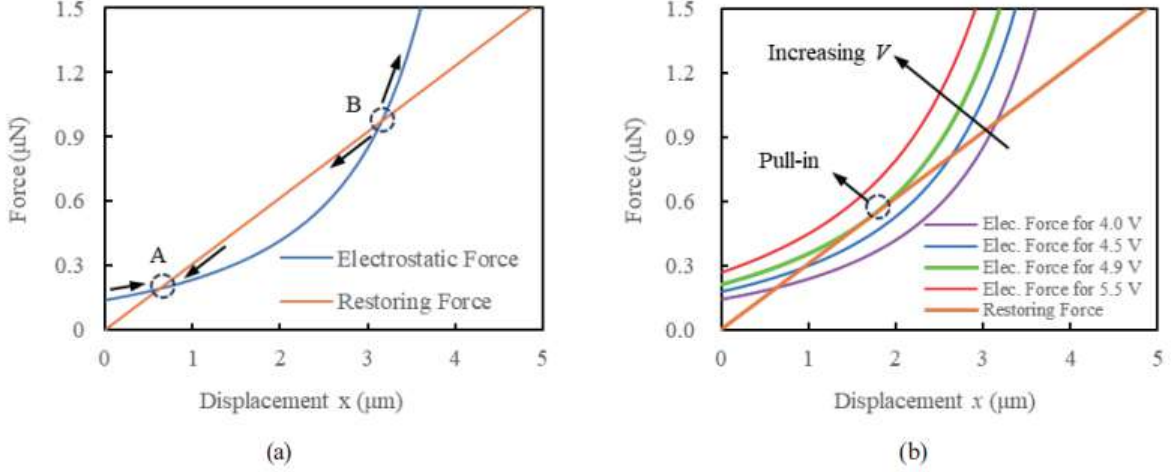 1.5
1.2
0.9
0.6
0.3
0
0
1
2
3
4
5
Force (μN)
Displacement x (μm)
A
B
Electrostatic Force
Restoring Force
(a)
1.5
1.2
0.9
0.6
0.3
0.0
0
1
2
3
4
5
Force (μN)
Displacement x (μm)
Increasing V
Pull-in
Elec. Force for 4.0 V
Elec. Force for 4.5 V
Elec. Force for 4.9 V
Elec. Force for 5.5 V
Restoring Force
(b)